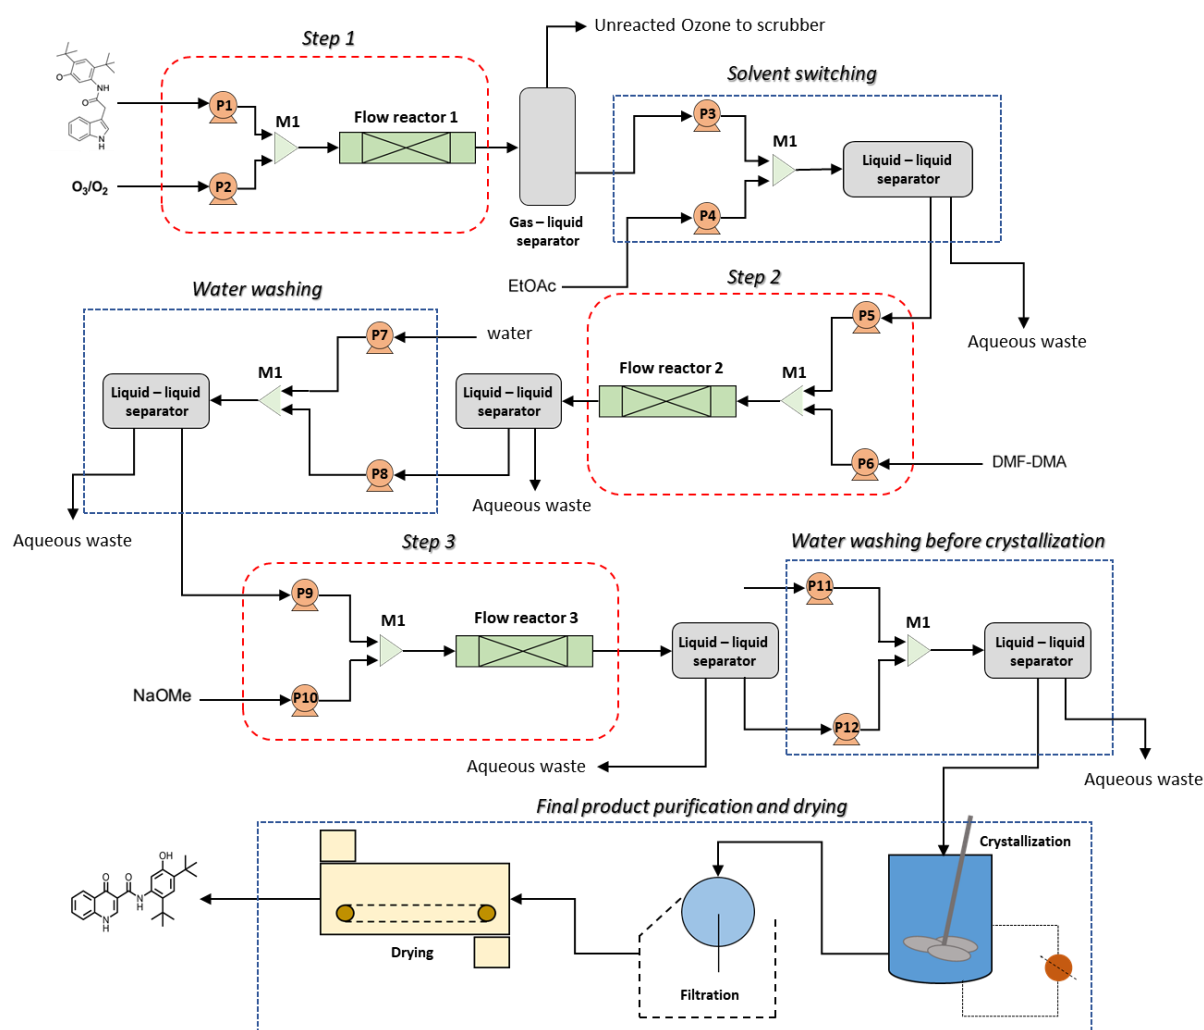 Unreacted Ozone to scrubber
Step 1
O
NH
O
N
H
P1
M1
Flow reactor 1
O₃/O₂
P2
Gas – liquid
separator
Solvent switching
P3
M1
Liquid – liquid
separator
P4
EtOAc
Aqueous waste
Step 2
P5
Flow reactor 2
M1
P6
DMF-DMA
Water washing
P7
water
M1
Liquid – liquid
separator
Liquid – liquid
separator
P8
Aqueous waste
Aqueous waste
Step 3
P9
M1
Flow reactor 3
NaOMe
P10
Liquid – liquid
separator
Aqueous waste
Water washing before crystallization
P11
M1
Liquid – liquid
separator
P12
Aqueous waste
Final product purification and drying
Crystallization
Filtration
Drying
OH
O
O
N
H
N
H